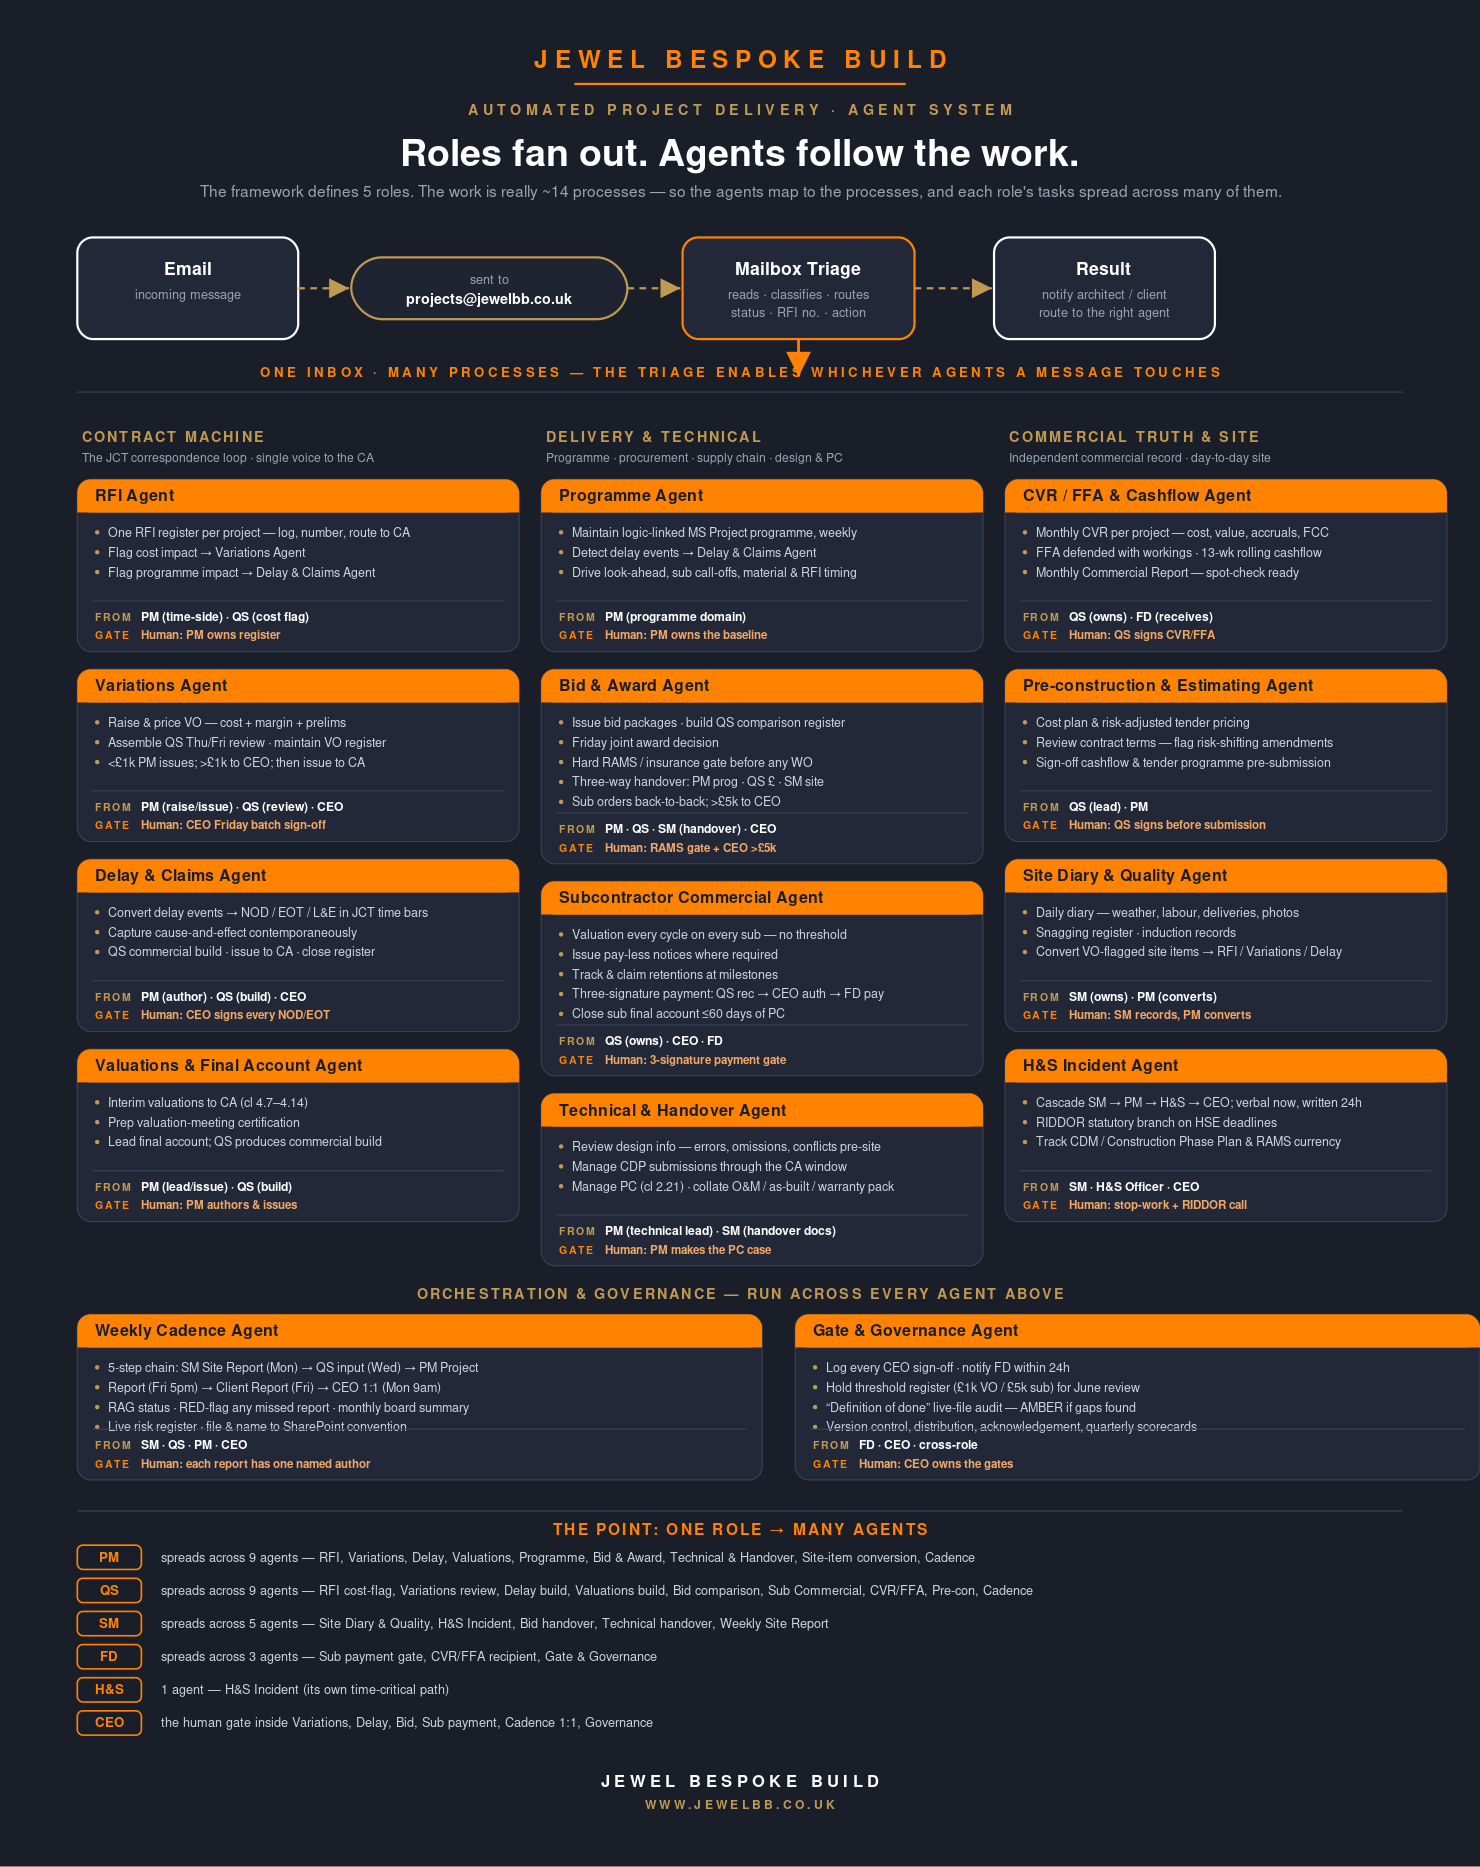 JEWEL BESPOKE BUILD
AUTOMATED PROJECT DELIVERY · AGENT SYSTEM
Roles fan out. Agents follow the work.
The framework defines 5 roles. The work is really ~14 processes — so the agents map to the processes, and each role's tasks spread across many of them.
Email
incoming message
sent to
projects@jewelbb.co.uk
Mailbox Triage
reads · classifies · routes
status · RFI no. · action
Result
notify architect / client
route to the right agent
ONE INBOX · MANY PROCESSES — THE TRIAGE ENABLES WHICHEVER AGENTS A MESSAGE TOUCHES
CONTRACT MACHINE
The JCT correspondence loop · single voice to the CA
RFI Agent
• One RFI register per project — log, number, route to CA
• Flag cost impact → Variations Agent
• Flag programme impact → Delay & Claims Agent
FROM PM (time-side) · QS (cost flag)
GATE Human: PM owns register
Variations Agent
• Raise & price VO — cost + margin + prelims
• Assemble QS Thu/Fri review · maintain VO register
• <£1k PM issues; >£1k to CEO; then issue to CA
FROM PM (raise/issue) · QS (review) · CEO
GATE Human: CEO Friday batch sign-off
Delay & Claims Agent
• Convert delay events → NOD / EOT / L&E in JCT time bars
• Capture cause-and-effect contemporaneously
• QS commercial build · issue to CA · close register
FROM PM (author) · QS (build) · CEO
GATE Human: CEO signs every NOD/EOT
Valuations & Final Account Agent
• Interim valuations to CA (cl 4.7–4.14)
• Prep valuation-meeting certification
• Lead final account; QS produces commercial build
FROM PM (lead/issue) · QS (build)
GATE Human: PM authors & issues
DELIVERY & TECHNICAL
Programme · procurement · supply chain · design & PC
Programme Agent
• Maintain logic-linked MS Project programme, weekly
• Detect delay events → Delay & Claims Agent
• Drive look-ahead, sub call-offs, material & RFI timing
FROM PM (programme domain)
GATE Human: PM owns the baseline
Bid & Award Agent
• Issue bid packages · build QS comparison register
• Friday joint award decision
• Hard RAMS / insurance gate before any WO
• Three-way handover: PM prog · QS £ · SM site
• Sub orders back-to-back; >£5k to CEO
FROM PM · QS · SM (handover) · CEO
GATE Human: RAMS gate + CEO >£5k
Subcontractor Commercial Agent
• Valuation every cycle on every sub — no threshold
• Issue pay-less notices where required
• Track & claim retentions at milestones
• Three-signature payment: QS rec → CEO auth → FD pay
• Close sub final account ≤60 days of PC
FROM QS (owns) · CEO · FD
GATE Human: 3-signature payment gate
Technical & Handover Agent
• Review design info — errors, omissions, conflicts pre-site
• Manage CDP submissions through the CA window
• Manage PC (cl 2.21) · collate O&M / as-built / warranty pack
FROM PM (technical lead) · SM (handover docs)
GATE Human: PM makes the PC case
COMMERCIAL TRUTH & SITE
Independent commercial record · day-to-day site
CVR / FFA & Cashflow Agent
• Monthly CVR per project — cost, value, accruals, FCC
• FFA defended with workings · 13-wk rolling cashflow
• Monthly Commercial Report — spot-check ready
FROM QS (owns) · FD (receives)
GATE Human: QS signs CVR/FFA
Pre-construction & Estimating Agent
• Cost plan & risk-adjusted tender pricing
• Review contract terms — flag risk-shifting amendments
• Sign-off cashflow & tender programme pre-submission
FROM QS (lead) · PM
GATE Human: QS signs before submission
Site Diary & Quality Agent
• Daily diary — weather, labour, deliveries, photos
• Snagging register · induction records
• Convert VO-flagged site items → RFI / Variations / Delay
FROM SM (owns) · PM (converts)
GATE Human: SM records, PM converts
H&S Incident Agent
• Cascade SM → PM → H&S → CEO; verbal now, written 24h
• RIDDOR statutory branch on HSE deadlines
• Track CDM / Construction Phase Plan & RAMS currency
FROM SM · H&S Officer · CEO
GATE Human: stop-work + RIDDOR call
ORCHESTRATION & GOVERNANCE — RUN ACROSS EVERY AGENT ABOVE
Weekly Cadence Agent
• 5-step chain: SM Site Report (Mon) → QS input (Wed) → PM Project
• Report (Fri 5pm) → Client Report (Fri) → CEO 1:1 (Mon 9am)
• RAG status · RED-flag any missed report · monthly board summary
• Live risk register · file & name to SharePoint convention
FROM SM · QS · PM · CEO
GATE Human: each report has one named author
Gate & Governance Agent
• Log every CEO sign-off · notify FD within 24h
• Hold threshold register (£1k VO / £5k sub) for June review
• “Definition of done” live-file audit — AMBER if gaps found
• Version control, distribution, acknowledgement, quarterly scorecards
FROM FD · CEO · cross-role
GATE Human: CEO owns the gates
THE POINT: ONE ROLE → MANY AGENTS
PM spreads across 9 agents — RFI, Variations, Delay, Valuations, Programme, Bid & Award, Technical & Handover, Site-item conversion, Cadence
QS spreads across 9 agents — RFI cost-flag, Variations review, Delay build, Valuations build, Bid comparison, Sub Commercial, CVR/FFA, Pre-con, Cadence
SM spreads across 5 agents — Site Diary & Quality, H&S Incident, Bid handover, Technical handover, Weekly Site Report
FD spreads across 3 agents — Sub payment gate, CVR/FFA recipient, Gate & Governance
H&S 1 agent — H&S Incident (its own time-critical path)
CEO the human gate inside Variations, Delay, Bid, Sub payment, Cadence 1:1, Governance
JEWEL BESPOKE BUILD
WWW.JEWELBB.CO.UK